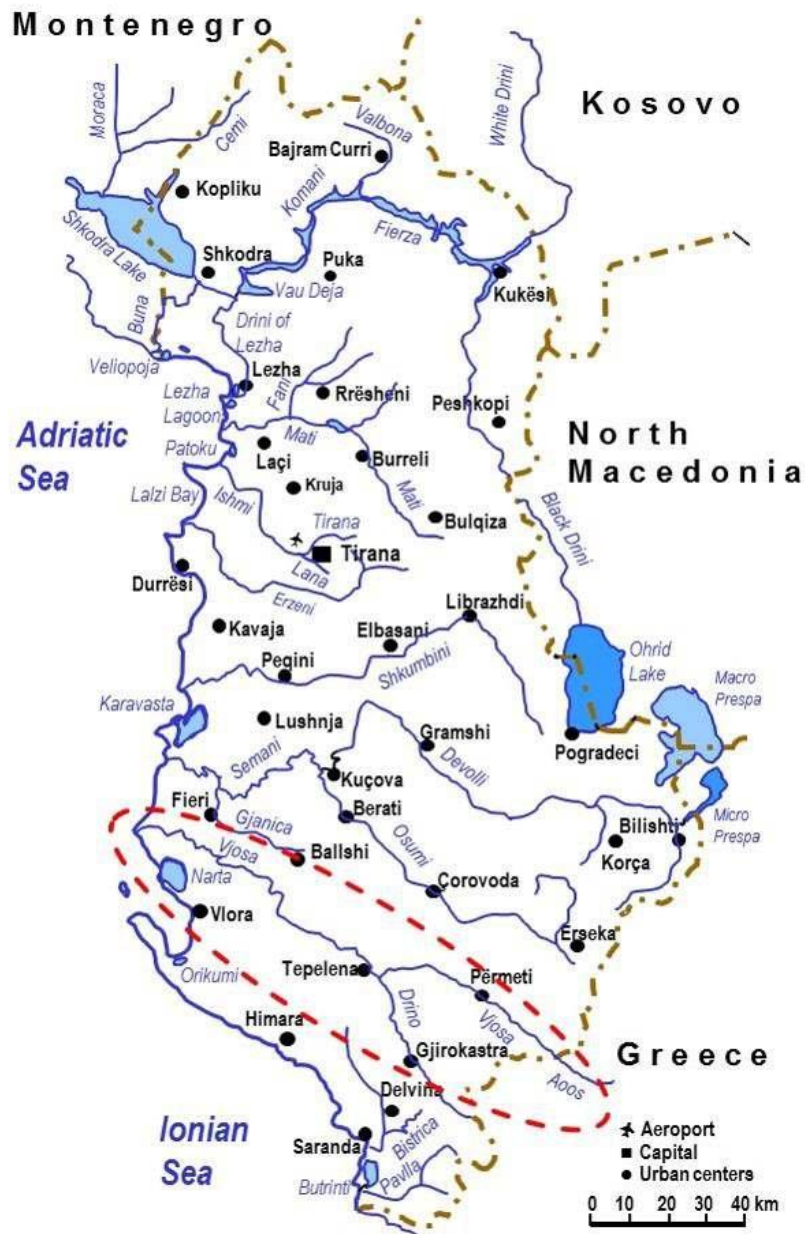 Montenegro
Kosovo
Moraca
Cemi
Valbona
White Drini
Bajram Curri
Kopliku
Komani
Fierza
Shkodra Lake
Shkodra
Puka
Kukësi
Vau Deja
Buna
Drini of
Lezha
Veliopoja
Lezha
Lezha
Lagoon
Fani
Rrësheni
Peshkopi
Adriatic
Sea
North
Macedonia
Patoku
Mati
Laçi
Burreli
Kruja
Mati
Lalzi Bay
Ishmi
Tirana
Bulqiza
Black Drini
Tirana
Lana
Durrësi
Erzeni
Librazhdi
Kavaja
Elbasani
Shkumbini
Peqini
Ohrid
Lake
Macro
Prespa
Karavasta
Lushnja
Gramshi
Pogradeci
Semani
Devolli
Kuçova
Fieri
Berati
Gjanica
Bilishti
Micro
Prespa
Vjosa
Ballshi
Osumi
Korça
Narta
Çorovoda
Vlora
Erseka
Orikumi
Tepelena
Përmeti
Drino
Himara
Vjosa
Greece
Gjirokastra
Aoos
Delvina
Ionian
Sea
Saranda
Bistrica
Butrinti
Pavlla
Aeroport
Capital
Urban centers
0 10 20 30 40 km